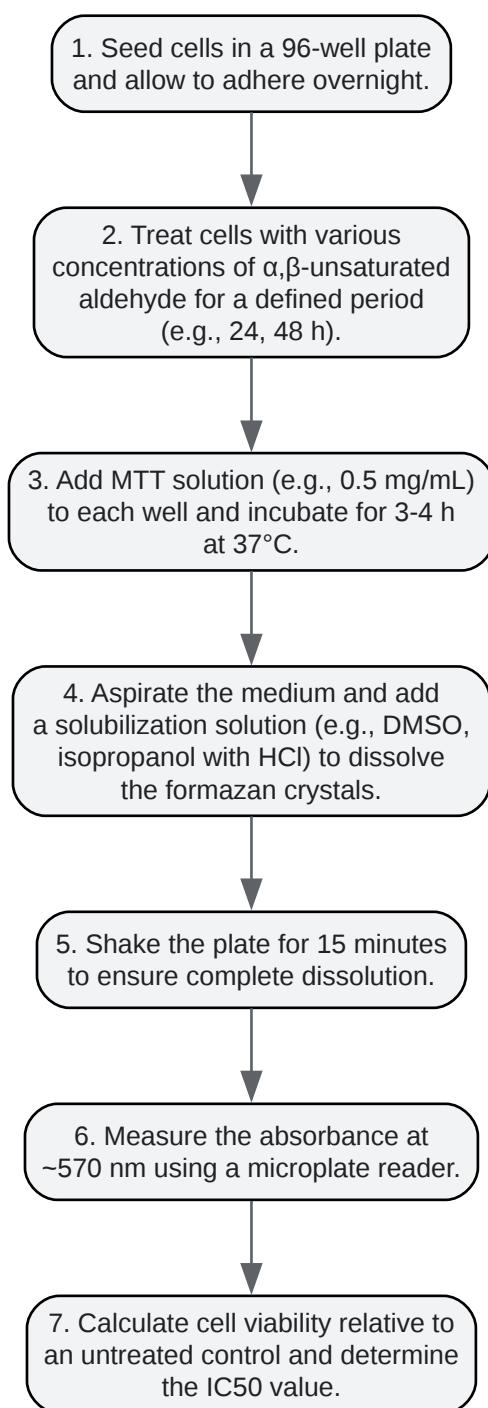 1. Seed cells in a 96-well plate
and allow to adhere overnight.
2. Treat cells with various
concentrations of α,β-unsaturated
aldehyde for a defined period
(e.g., 24, 48 h).
3. Add MTT solution (e.g., 0.5 mg/mL)
to each well and incubate for 3-4 h
at 37°C.
4. Aspirate the medium and add
a solubilization solution (e.g., DMSO,
isopropanol with HCl) to dissolve
the formazan crystals.
5. Shake the plate for 15 minutes
to ensure complete dissolution.
6. Measure the absorbance at
~570 nm using a microplate reader.
7. Calculate cell viability relative to
an untreated control and determine
the IC50 value.